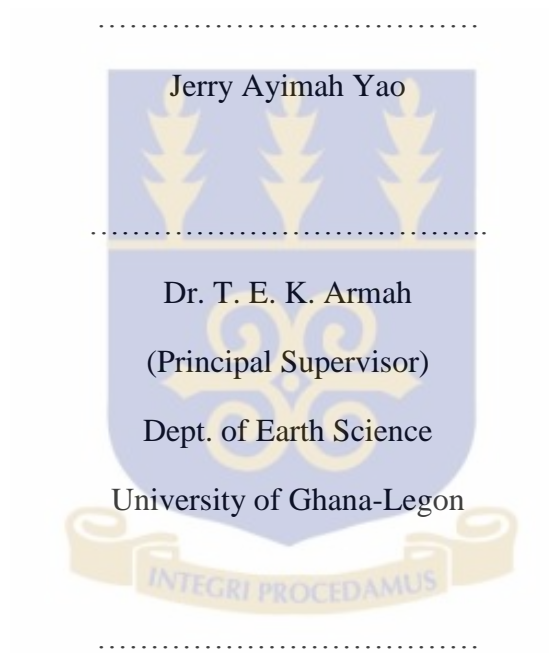 ……………………………….
Jerry Ayimah Yao
………………………………..
Dr. T. E. K. Armah
(Principal Supervisor)
Dept. of Earth Science
University of Ghana-Legon
INTEGRI PROCEDAMUS
……………………………….